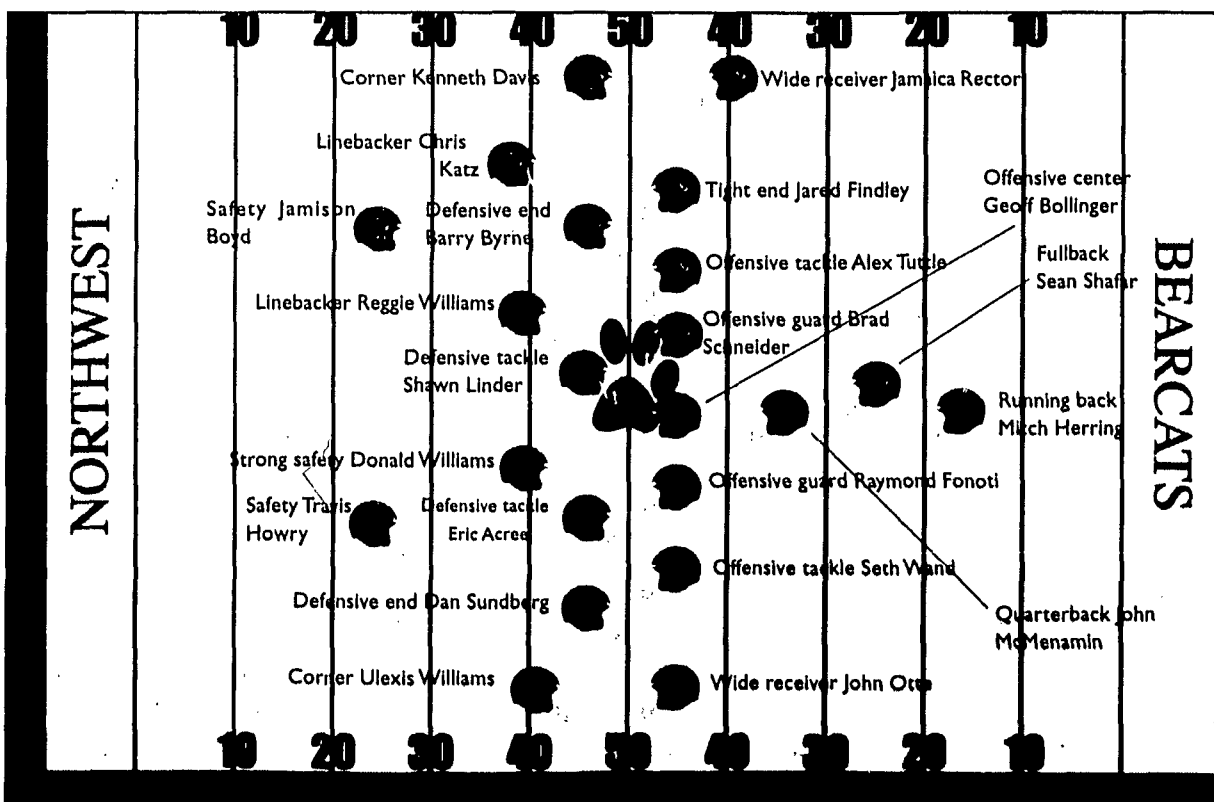 10 20 30 40 50 40 30 20 10
Corner Kenneth Davis
Wide receiver Jamaica Rector
Linebacker Chris
Katz
Tight end Jared Findley
Offensive center
Geoff Bollinger
Safety Jamison
Boyd
Defensive end
Barry Byrne
Offensive tackle Alex Tuttle
Fullback
Sean Shafar
Linebacker Reggie Williams
Offensive guard Brad
Schneider
Defensive tackle
Shawn Linder
Running back
Mitch Herring
NORTHWEST
BEARCATS
Strong safety Donald Williams
Offensive guard Raymond Fonoti
Safety Travis
Howry
Defensive tackle
Eric Acree
Offensive tackle Seth Wand
Defensive end Dan Sundberg
Quarterback John
McMenamin
Corner Ulexis Williams
Wide receiver John Otte
10 20 30 40 50 40 30 20 10